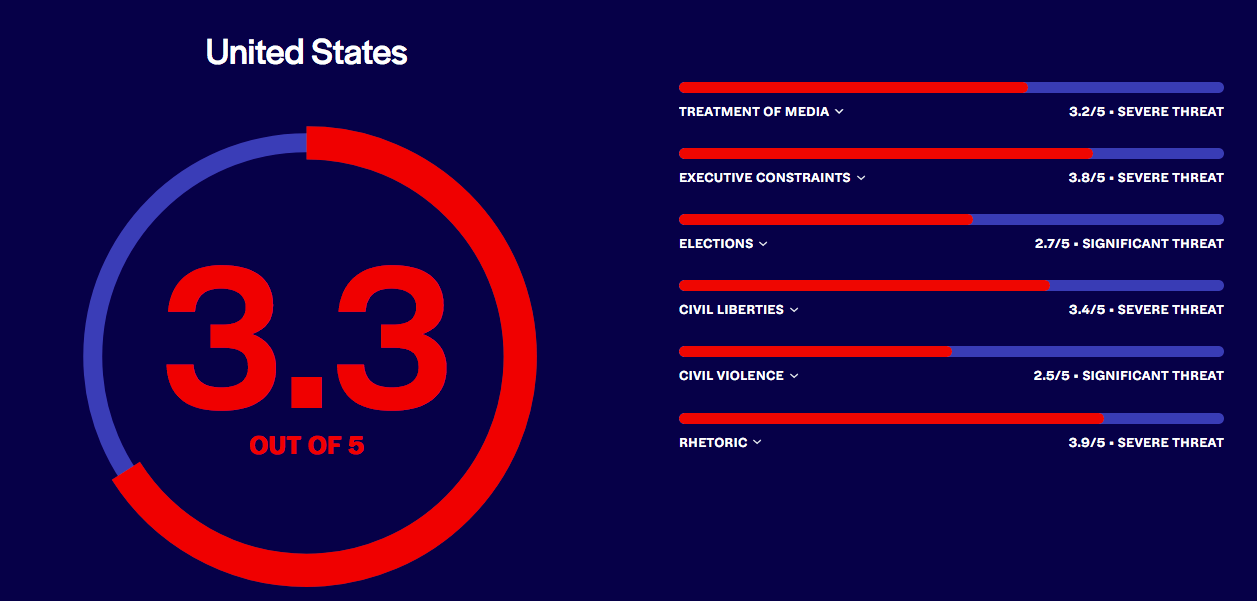 United States
3.3
OUT OF 5
TREATMENT OF MEDIA 3.2/5 • SEVERE THREAT
EXECUTIVE CONSTRAINTS 3.8/5 • SEVERE THREAT
ELECTIONS 2.7/5 • SIGNIFICANT THREAT
CIVIL LIBERTIES 3.4/5 • SEVERE THREAT
CIVIL VIOLENCE 2.5/5 • SIGNIFICANT THREAT
RHETORIC 3.9/5 • SEVERE THREAT